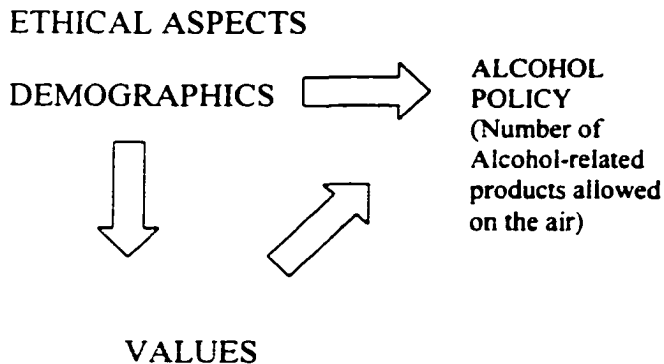 ETHICAL ASPECTS
DEMOGRAPHICS
ALCOHOL
POLICY
(Number of
Alcohol-related
products allowed
on the air)
VALUES